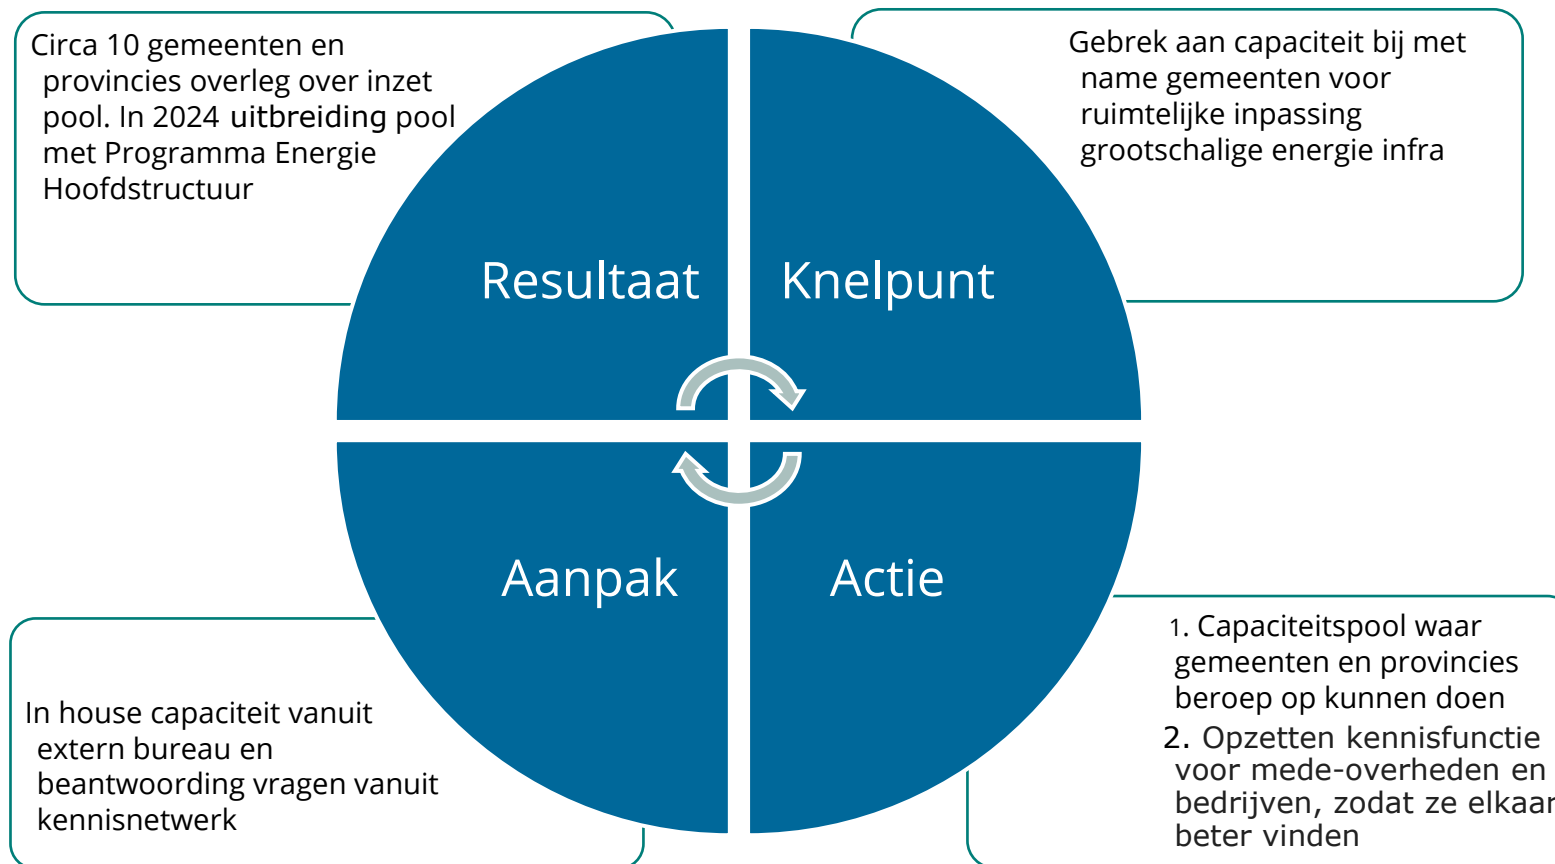 Circa 10 gemeenten en
provincies overleg over inzet
pool. In 2024 uitbreiding pool
met Programma Energie
Hoofdstructuur
Gebrek aan capaciteit bij met
name gemeenten voor
ruimtelijke inpassing
grootschalige energie infra
Resultaat
Knelpunt
Aanpak
Actie
In house capaciteit vanuit
extern bureau en
beantwoording vragen vanuit
kennisnetwerk
1. Capaciteitspool waar
gemeenten en provincies
beroep op kunnen doen
2. Opzetten kennisfunctie
voor mede-overheden en
bedrijven, zodat ze elkaar
beter vinden